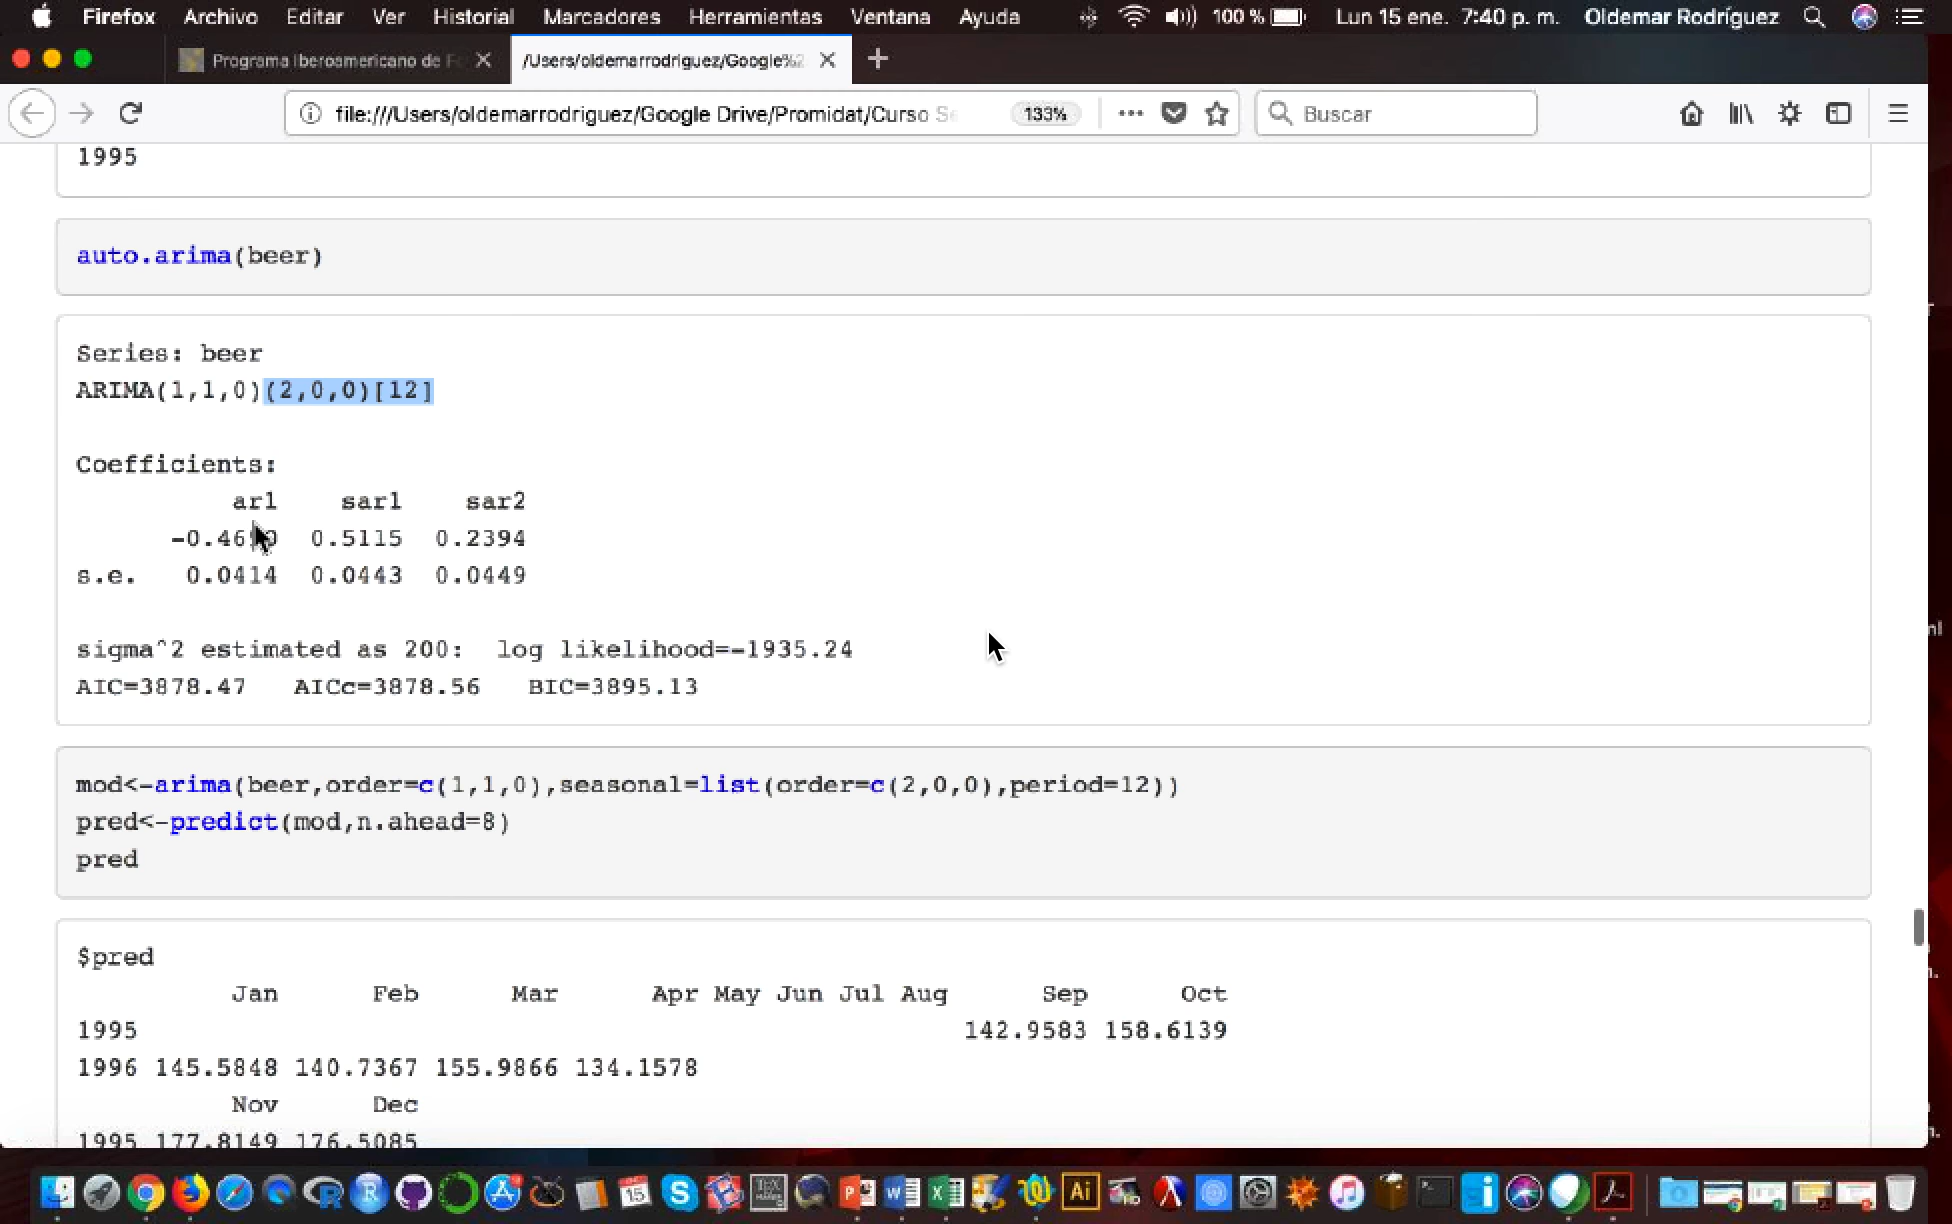 Firefox Archivo Editar Ver Historial Marcadores Herramientas Ventana Ayuda 100 % Lun 15 ene. 7:40 p. m. Oldemar Rodríguez
Programa Iberoamericano de
/Users/oldemarrodriguez/Google%2
file:///Users/oldemarrodriguez/Google Drive/Promidat/Curso Se 133% Buscar
1995
auto.arima(beer)
Series: beer
ARIMA(1,1,0)(2,0,0)[12]
Coefficients:
ar1 sar1 sar2
0.5115 0.2394
s.e. 0.0414 0.0443 0.0449
sigma^2 estimated as 200: log likelihood=-1935.24
AIC=3878.47 AICc=3878.56 BIC=3895.13
mod<-arima(beer,order=c(1,1,0),seasonal=list(order=c(2,0,0),period=12))
pred<-predict(mod,n.ahead=8)
pred
$pred
Jan Feb Mar Apr May Jun Jul Aug Sep Oct
1995 142.9583 158.6139
1996 145.5848 140.7367 155.9866 134.1578
Nov Dec
1995 177.8149 176.5085
15
Ai